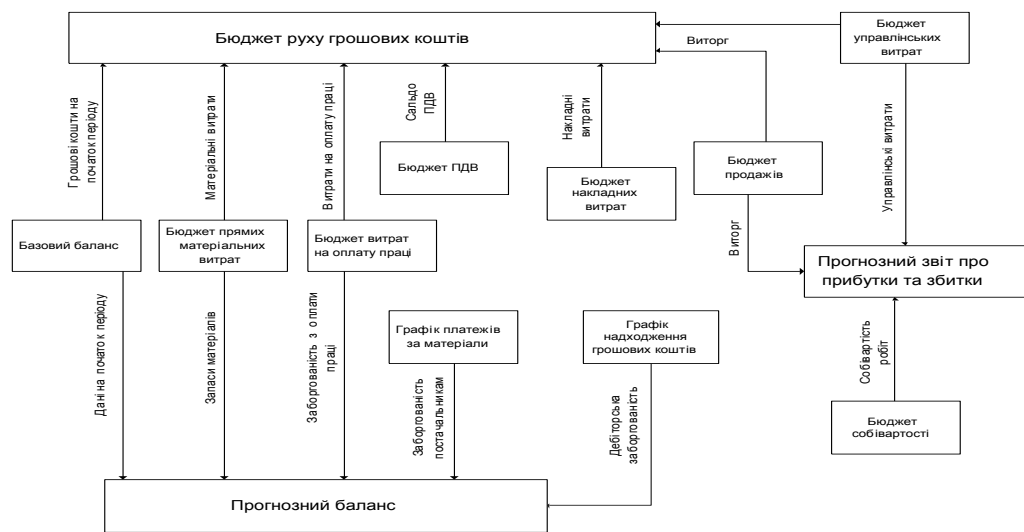 Бюджет руху грошових коштів
Бюджет
управлінських
витрат
Виторг
Грошові кошти на
початок періоду
Матеріальні витрати
Витрати на оплату праці
Сальдо
ПДВ
Накладні
витрати
Управлінські витрати
Бюджет ПДВ
Бюджет
накладних
витрат
Бюджет
продажів
Базовий баланс
Бюджет прямих
матеріальних
витрат
Бюджет витрат
на оплату праці
Виторг
Прогнозний звіт про
прибутки та збитки
Дані на початок періоду
Запаси матеріалів
Заборгованість з оплати
праці
Графік платежів
за матеріали
Графік
надходження
грошових коштів
Собівартість
робіт
Заборгованість
постачальникам
Дебіторська
заборгованість
Бюджет
собівартості
Прогнозний баланс